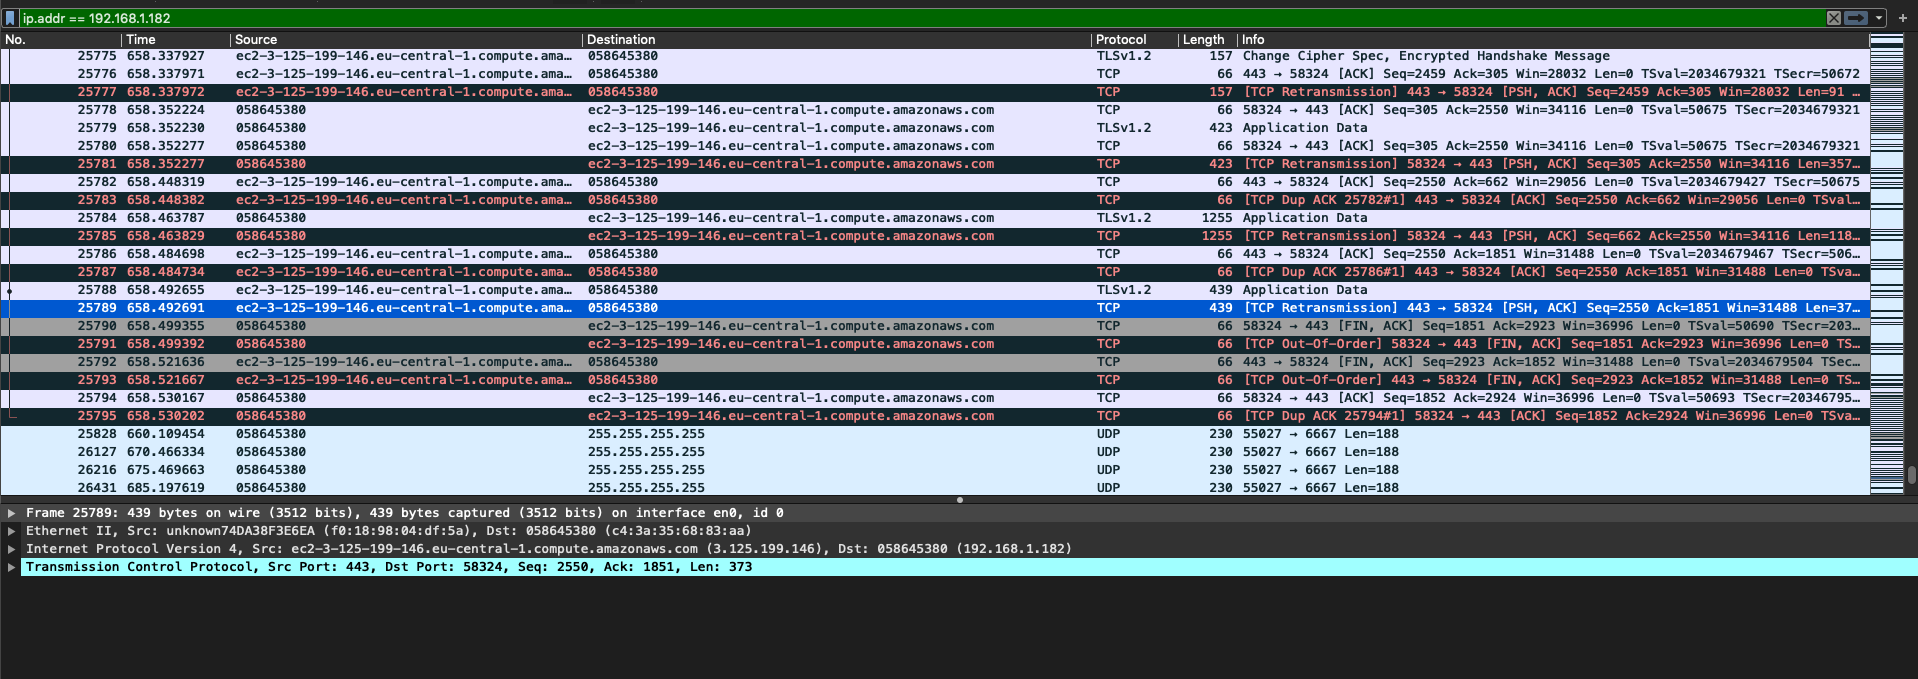 ip.addr == 192.168.1.182
No. Time Source Destination Protocol Length Info
25775 658.337927 ec2-3-125-199-146.eu-central-1.compute.ama… 058645380 TLSv1.2 157 Change Cipher Spec, Encrypted Handshake Message
25776 658.337971 ec2-3-125-199-146.eu-central-1.compute.ama… 058645380 TCP 66 443 → 58324 [ACK] Seq=2459 Ack=305 Win=28032 Len=0 TSval=2034679321 TSecr=50672
25777 658.337972 ec2-3-125-199-146.eu-central-1.compute.ama… 058645380 TCP 157 [TCP Retransmission] 443 → 58324 [PSH, ACK] Seq=2459 Ack=305 Win=28032 Len=91 …
25778 658.352224 058645380 ec2-3-125-199-146.eu-central-1.compute.amazonaws.com TCP 66 58324 → 443 [ACK] Seq=305 Ack=2550 Win=34116 Len=0 TSval=50675 TSecr=2034679321
25779 658.352230 058645380 ec2-3-125-199-146.eu-central-1.compute.amazonaws.com TLSv1.2 423 Application Data
25780 658.352277 058645380 ec2-3-125-199-146.eu-central-1.compute.amazonaws.com TCP 66 58324 → 443 [ACK] Seq=305 Ack=2550 Win=34116 Len=0 TSval=50675 TSecr=2034679321
25781 658.352277 058645380 ec2-3-125-199-146.eu-central-1.compute.amazonaws.com TCP 423 [TCP Retransmission] 58324 → 443 [PSH, ACK] Seq=305 Ack=2550 Win=34116 Len=357…
25782 658.448319 ec2-3-125-199-146.eu-central-1.compute.ama… 058645380 TCP 66 443 → 58324 [ACK] Seq=2550 Ack=662 Win=29056 Len=0 TSval=2034679427 TSecr=50675
25783 658.448382 ec2-3-125-199-146.eu-central-1.compute.ama… 058645380 TCP 66 [TCP Dup ACK 25782#1] 443 → 58324 [ACK] Seq=2550 Ack=662 Win=29056 Len=0 TSval…
25784 658.463787 058645380 ec2-3-125-199-146.eu-central-1.compute.amazonaws.com TLSv1.2 1255 Application Data
25785 658.463829 058645380 ec2-3-125-199-146.eu-central-1.compute.amazonaws.com TCP 1255 [TCP Retransmission] 58324 → 443 [PSH, ACK] Seq=662 Ack=2550 Win=34116 Len=118…
25786 658.484698 ec2-3-125-199-146.eu-central-1.compute.ama… 058645380 TCP 66 443 → 58324 [ACK] Seq=2550 Ack=1851 Win=31488 Len=0 TSval=2034679467 TSecr=506…
25787 658.484734 ec2-3-125-199-146.eu-central-1.compute.ama… 058645380 TCP 66 [TCP Dup ACK 25786#1] 443 → 58324 [ACK] Seq=2550 Ack=1851 Win=31488 Len=0 TSva…
25788 658.492655 ec2-3-125-199-146.eu-central-1.compute.ama… 058645380 TLSv1.2 439 Application Data
25789 658.492691 ec2-3-125-199-146.eu-central-1.compute.ama… 058645380 TCP 439 [TCP Retransmission] 443 → 58324 [PSH, ACK] Seq=2550 Ack=1851 Win=31488 Len=37…
25790 658.499355 058645380 ec2-3-125-199-146.eu-central-1.compute.amazonaws.com TCP 66 58324 → 443 [FIN, ACK] Seq=1851 Ack=2923 Win=36996 Len=0 TSval=50690 TSecr=203…
25791 658.499392 058645380 ec2-3-125-199-146.eu-central-1.compute.amazonaws.com TCP 66 [TCP Out-Of-Order] 58324 → 443 [FIN, ACK] Seq=1851 Ack=2923 Win=36996 Len=0 TS…
25792 658.521636 ec2-3-125-199-146.eu-central-1.compute.ama… 058645380 TCP 66 443 → 58324 [FIN, ACK] Seq=2923 Ack=1852 Win=31488 Len=0 TSval=2034679504 TSec…
25793 658.521667 ec2-3-125-199-146.eu-central-1.compute.ama… 058645380 TCP 66 [TCP Out-Of-Order] 443 → 58324 [FIN, ACK] Seq=2923 Ack=1852 Win=31488 Len=0 TS…
25794 658.530167 058645380 ec2-3-125-199-146.eu-central-1.compute.amazonaws.com TCP 66 58324 → 443 [ACK] Seq=1852 Ack=2924 Win=36996 Len=0 TSval=50693 TSecr=20346795…
25795 658.530202 058645380 ec2-3-125-199-146.eu-central-1.compute.amazonaws.com TCP 66 [TCP Dup ACK 25794#1] 58324 → 443 [ACK] Seq=1852 Ack=2924 Win=36996 Len=0 TSva…
25828 660.109454 058645380 255.255.255.255 UDP 230 55027 → 6667 Len=188
26127 670.466334 058645380 255.255.255.255 UDP 230 55027 → 6667 Len=188
26216 675.469663 058645380 255.255.255.255 UDP 230 55027 → 6667 Len=188
26431 685.197619 058645380 255.255.255.255 UDP 230 55027 → 6667 Len=188
Frame 25789: 439 bytes on wire (3512 bits), 439 bytes captured (3512 bits) on interface en0, id 0
Ethernet II, Src: unknown74DA38F3E6EA (f0:18:98:04:df:5a), Dst: 058645380 (c4:3a:35:68:83:aa)
Internet Protocol Version 4, Src: ec2-3-125-199-146.eu-central-1.compute.amazonaws.com (3.125.199.146), Dst: 058645380 (192.168.1.182)
Transmission Control Protocol, Src Port: 443, Dst Port: 58324, Seq: 2550, Ack: 1851, Len: 373